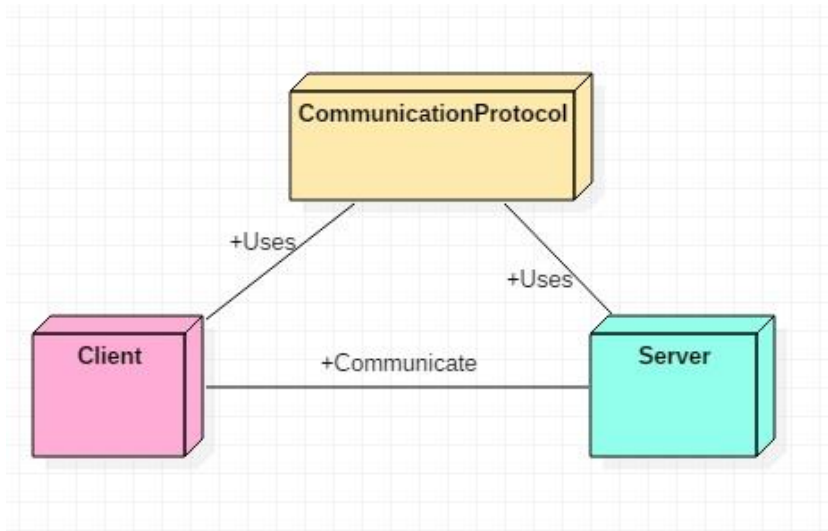 CommunicationProtocol
+Uses
+Uses
Client
+Communicate
Server